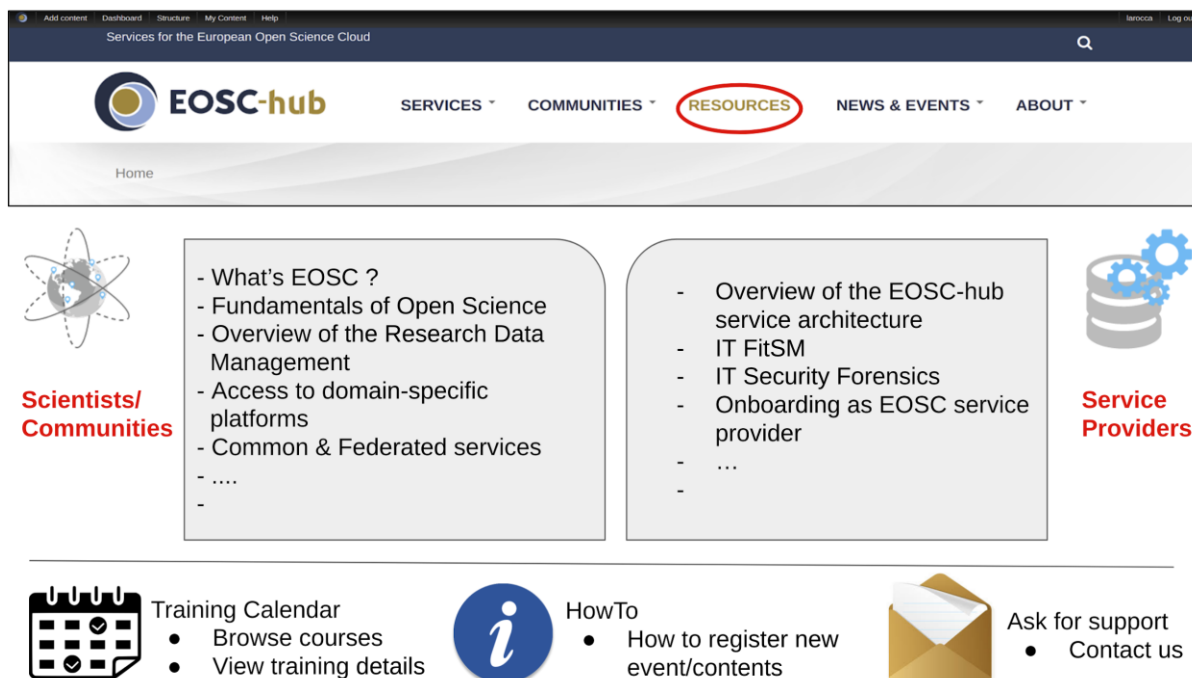 Add content Dashboard Structure My Content Help larocca Log ou
Services for the European Open Science Cloud
EOSC-hub SERVICES COMMUNITIES RESOURCES NEWS & EVENTS ABOUT
Home
- What's EOSC ?
- Fundamentals of Open Science
- Overview of the Research Data
Management
- Access to domain-specific
platforms
- Common & Federated services
- ....
-
Scientists/
Communities
- Overview of the EOSC-hub
service architecture
- IT FitSM
- IT Security Forensics
- Onboarding as EOSC service
provider
- …
-
Service
Providers
Training Calendar
● Browse courses
● View training details
i
HowTo
● How to register new
event/contents
Ask for support
● Contact us